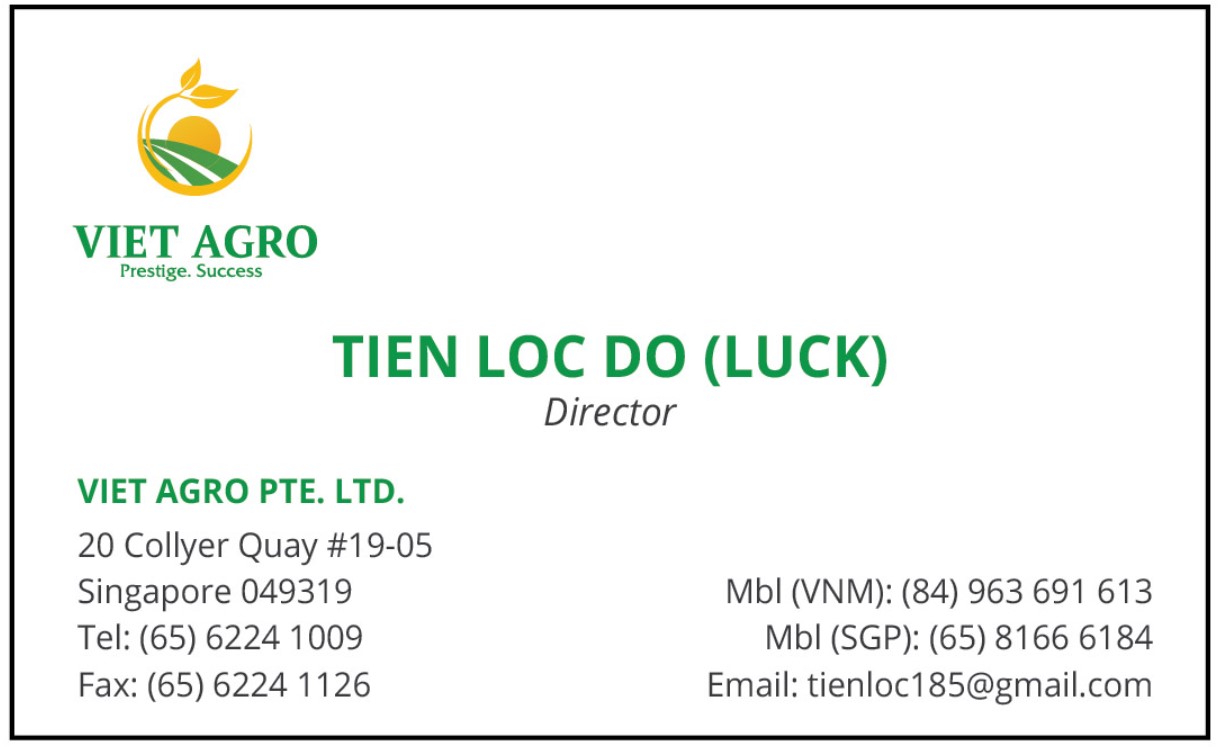 VIET AGRO
Prestige. Success
TIEN LOC DO (LUCK)
Director
VIET AGRO PTE. LTD.
20 Collyer Quay #19-05
Singapore 049319
Tel: (65) 6224 1009
Fax: (65) 6224 1126
Mbl (VNM): (84) 963 691 613
Mbl (SGP): (65) 8166 6184
Email: tienloc185@gmail.com